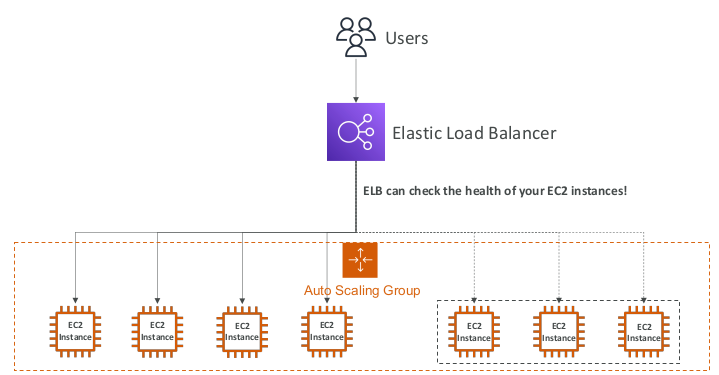 Users
Elastic Load Balancer
ELB can check the health of your EC2 instances!
Auto Scaling Group
EC2
Instance
EC2
Instance
EC2
Instance
EC2
Instance
EC2
Instance
EC2
Instance
EC2
Instance